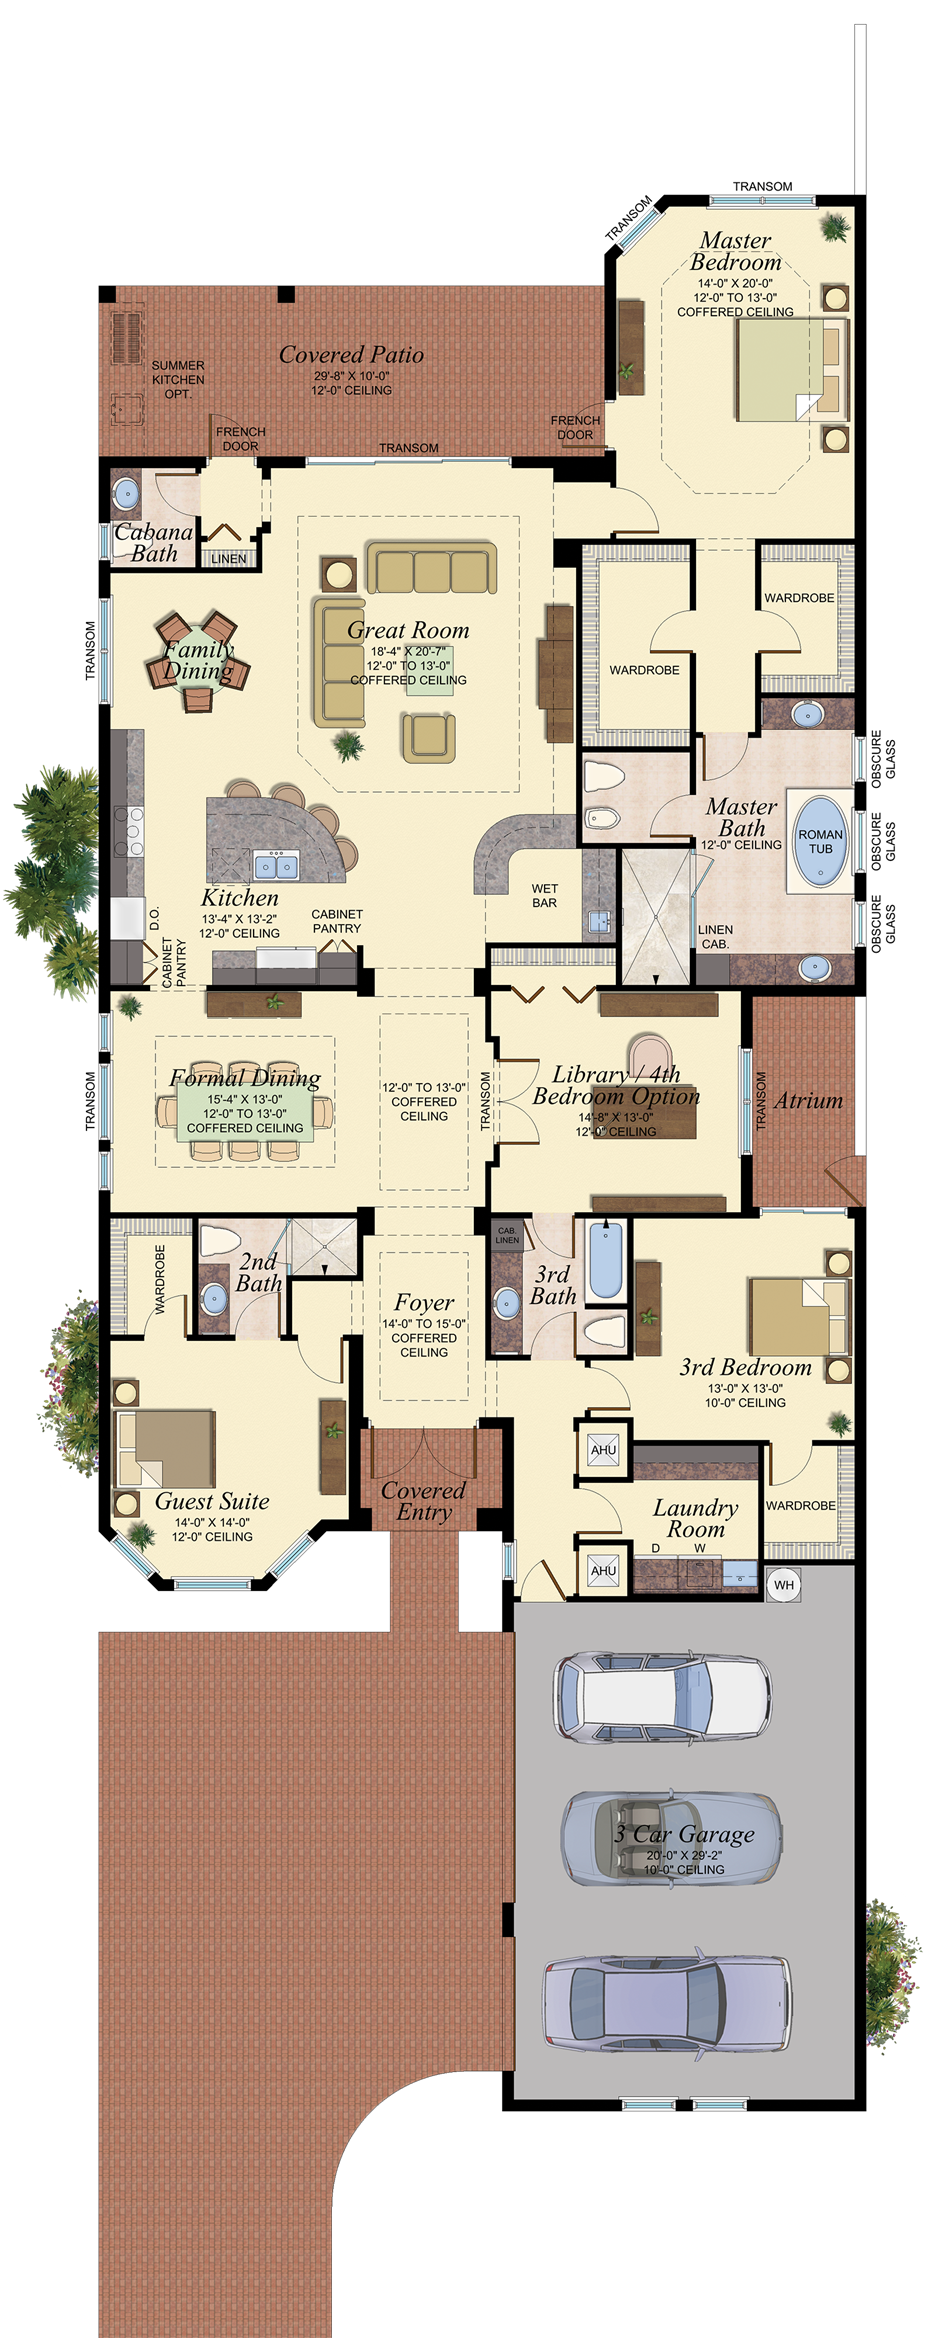 TRANSOM
TRANSOM
Master
Bedroom
14'-0" X 20'-0"
12'-0" TO 13'-0"
COFFERED CEILING
Covered Patio
29'-8" X 10'-0"
12'-0" CEILING
SUMMER
KITCHEN
OPT.
FRENCH
DOOR
FRENCH
DOOR
TRANSOM
Cabana
Bath
LINEN
TRANSOM
Family
Dining
Great Room
18'-4" X 20'-7"
12'-0" TO 13'-0"
COFFERED CEILING
WARDROBE
WARDROBE
OBSCURE
GLASS
Master
Bath
12'-0" CEILING
ROMAN
TUB
OBSCURE
GLASS
OBSCURE
GLASS
LINEN
CAB.
Kitchen
13'-4" X 13'-2"
12'-0" CEILING
D.O.
CABINET
PANTRY
CABINET
PANTRY
WET
BAR
TRANSOM
Formal Dining
15'-4" X 13'-0"
12'-0" TO 13'-0"
COFFERED CEILING
12'-0" TO 13'-0"
COFFERED
CEILING
TRANSOM
Library / 4th
Bedroom Option
14'-8" X 13'-0"
12'-0" CEILING
TRANSOM
Atrium
WARDROBE
2nd
Bath
CAB.
LINEN
3rd
Bath
Foyer
14'-0" TO 15'-0"
COFFERED
CEILING
3rd Bedroom
13'-0" X 13'-0"
10'-0" CEILING
Guest Suite
14'-0" X 14'-0"
12'-0" CEILING
Covered
Entry
AHU
Laundry
Room
D W
WARDROBE
AHU
WH
3 Car Garage
20'-0" X 29'-2"
10'-0" CEILING